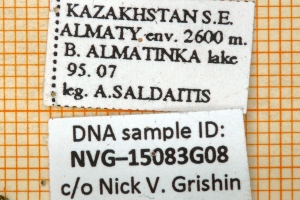 KAZAKHSTAN S.E.
ALMATY, env. 2600 m.
B. ALMATINKA lake
95. 07
leg. A.SALDAITIS
DNA sample ID:
NVG–15083G08
c/o Nick V. Grishin